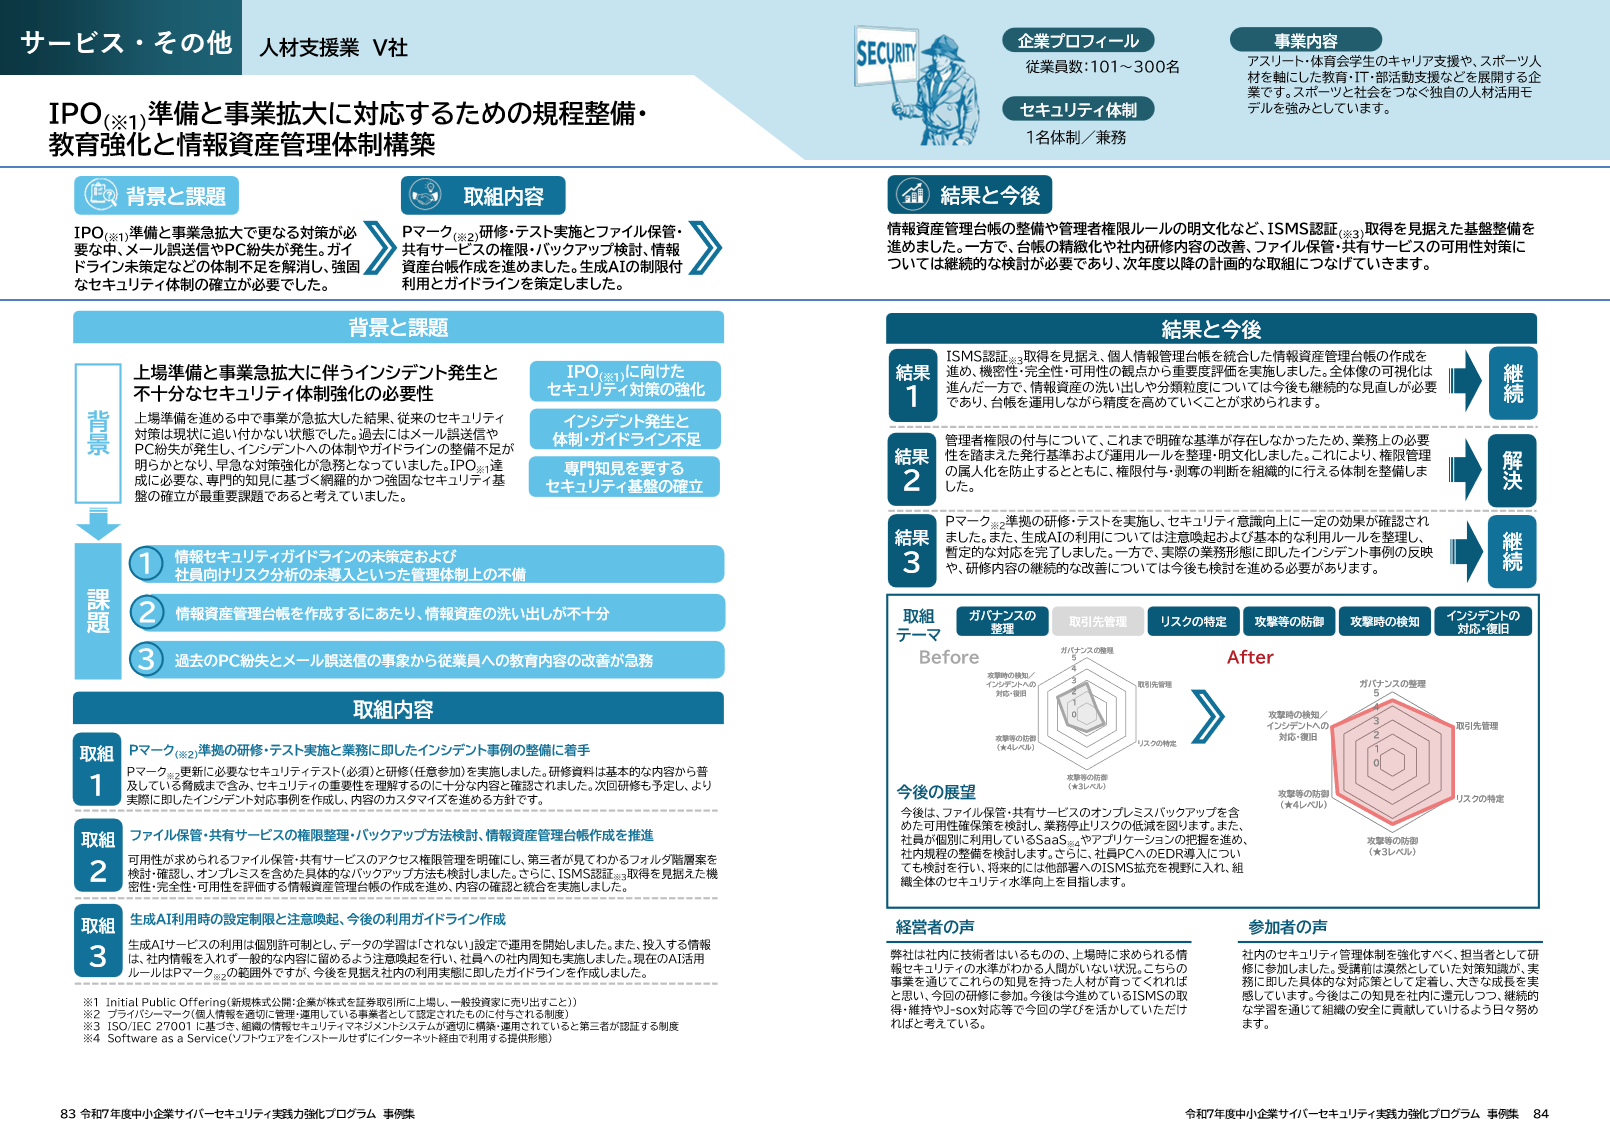 サービス・その他
人材支援業 V社
IPO(※1)準備と事業拡大に対応するための規程整備・
教育強化と情報資産管理体制構築
SECURITY
企業プロフィール
従業員数:101～300名
セキュリティ体制
1名体制／兼務
事業内容
アスリート・体育会学生のキャリア支援や、スポーツ人
材を軸にした教育・IT・部活動支援などを展開する企
業です。スポーツと社会をつなぐ独自の人材活用モ
デルを強みとしています。
背景と課題
IPO(※1)準備と事業急拡大で更なる対策が必
要な中、メール誤送信やPC紛失が発生。ガイ
ドライン未策定などの体制不足を解消し、強固
なセキュリティ体制の確立が必要でした。
取組内容
Pマーク(※2)研修・テスト実施とファイル保管・
共有サービスの権限・バックアップ検討、情報
資産台帳作成を進めました。生成AIの制限付
利用とガイドラインを策定しました。
結果と今後
情報資産管理台帳の整備や管理者権限ルールの明文化など、ISMS認証(※3)取得を見据えた基盤整備を
進めました。一方で、台帳の精緻化や社内研修内容の改善、ファイル保管・共有サービスの可用性対策に
ついては継続的な検討が必要であり、次年度以降の計画的な取組につなげていきます。
背景と課題
背景
上場準備と事業急拡大に伴うインシデント発生と
不十分なセキュリティ体制強化の必要性
上場準備を進める中で事業が急拡大した結果、従来のセキュリティ
対策は現状に追い付かない状態でした。過去にはメール誤送信や
PC紛失が発生し、インシデントへの体制やガイドラインの整備不足が
明らかとなり、早急な対策強化が急務となっていました。IPO※1達
成に必要な、専門的知見に基づく網羅的かつ強固なセキュリティ基
盤の確立が最重要課題であると考えていました。
IPO(※1)に向けた
セキュリティ対策の強化
インシデント発生と
体制・ガイドライン不足
専門知見を要する
セキュリティ基盤の確立
課題
1 情報セキュリティガイドラインの未策定および
社員向けリスク分析の未導入といった管理体制上の不備
2 情報資産管理台帳を作成するにあたり、情報資産の洗い出しが不十分
3 過去のPC紛失とメール誤送信の事象から従業員への教育内容の改善が急務
取組内容
取組1
Pマーク(※2)準拠の研修・テスト実施と業務に即したインシデント事例の整備に着手
Pマーク※2更新に必要なセキュリティテスト(必須)と研修(任意参加)を実施しました。研修資料は基本的な内容から普
及している脅威まで含み、セキュリティの重要性を理解するのに十分な内容と確認されました。次回研修も予定し、より
実際に即したインシデント対応事例を作成し、内容のカスタマイズを進める方針です。
取組2
ファイル保管・共有サービスの権限整理・バックアップ方法検討、情報資産管理台帳作成を推進
可用性が求められるファイル保管・共有サービスのアクセス権限管理を明確にし、第三者が見てわかるフォルダ階層案を
検討・確認し、オンプレミスを含めた具体的なバックアップ方法も検討しました。さらに、ISMS認証※3取得を見据えた機
密性・完全性・可用性を評価する情報資産管理台帳の作成を進め、内容の確認と統合を実施しました。
取組3
生成AI利用時の設定制限と注意喚起、今後の利用ガイドライン作成
生成AIサービスの利用は個別許可制とし、データの学習は「されない」設定で運用を開始しました。また、投入する情報
は、社内情報を入れず一般的な内容に留めるよう注意喚起を行い、社員への社内周知も実施しました。現在のAI活用
ルールはPマーク※2の範囲外ですが、今後を見据え社内の利用実態に即したガイドラインを作成しました。
※1 Initial Public Offering(新規株式公開:企業が株式を証券取引所に上場し、一般投資家に売り出すこと))
※2 プライバシーマーク(個人情報を適切に管理・運用している事業者として認定されたものに付与される制度)
※3 ISO/IEC 27001 に基づき、組織の情報セキュリティマネジメントシステムが適切に構築・運用されていると第三者が認証する制度
※4 Software as a Service(ソフトウェアをインストールせずにインターネット経由で利用する提供形態)
83 令和7年度中小企業サイバーセキュリティ実践力強化プログラム 事例集
結果と今後
結果1
ISMS認証※3取得を見据え、個人情報管理台帳を統合した情報資産管理台帳の作成を
進め、機密性・完全性・可用性の観点から重要度評価を実施しました。全体像の可視化は
進んだ一方で、情報資産の洗い出しや分類粒度については今後も継続的な見直しが必要
であり、台帳を運用しながら精度を高めていくことが求められます。
継続
結果2
管理者権限の付与について、これまで明確な基準が存在しなかったため、業務上の必要
性を踏まえた発行基準および運用ルールを整理・明文化しました。これにより、権限管理
の属人化を防止するとともに、権限付与・剥奪の判断を組織的に行える体制を整備しま
した。
解決
結果3
Pマーク※2準拠の研修・テストを実施し、セキュリティ意識向上に一定の効果が確認され
ました。また、生成AIの利用については注意喚起および基本的な利用ルールを整理し、
暫定的な対応を完了しました。一方で、実際の業務形態に即したインシデント事例の反映
や、研修内容の継続的な改善については今後も検討を進める必要があります。
継続
取組
テーマ
ガバナンスの
整理
取引先管理
リスクの特定
攻撃等の防御
攻撃時の検知
インシデントの
対応・復旧
Before
ガバナンスの整理
5
4
3
2
1
0
取引先管理
リスクの特定
攻撃等の防御
(★3レベル)
攻撃等の防御
(★4レベル)
攻撃時の検知／
インシデントへの
対応・復旧
After
ガバナンスの整理
5
4
3
2
1
0
取引先管理
リスクの特定
攻撃等の防御
(★3レベル)
攻撃等の防御
(★4レベル)
攻撃時の検知／
インシデントへの
対応・復旧
今後の展望
今後は、ファイル保管・共有サービスのオンプレミスバックアップを含
めた可用性確保策を検討し、業務停止リスクの低減を図ります。また、
社員が個別に利用しているSaaS※4やアプリケーションの把握を進め、
社内規程の整備を検討します。さらに、社員PCへのEDR導入につい
ても検討を行い、将来的には他部署へのISMS拡充を視野に入れ、組
織全体のセキュリティ水準向上を目指します。
経営者の声
弊社は社内に技術者はいるものの、上場時に求められる情
報セキュリティの水準がわかる人間がいない状況。こちらの
事業を通じてこれらの知見を持った人材が育ってくれれば
と思い、今回の研修に参加。今後は今進めているISMSの取
得・維持やJ-sox対応等で今回の学びを活かしていただけ
ればと考えている。
参加者の声
社内のセキュリティ管理体制を強化すべく、担当者として研
修に参加しました。受講前は漠然としていた対策知識が、実
務に即した具体的な対応策として定着し、大きな成長を実
感しています。今後はこの知見を社内に還元しつつ、継続的
な学習を通じて組織の安全に貢献していけるよう日々努め
ます。
令和7年度中小企業サイバーセキュリティ実践力強化プログラム 事例集 84